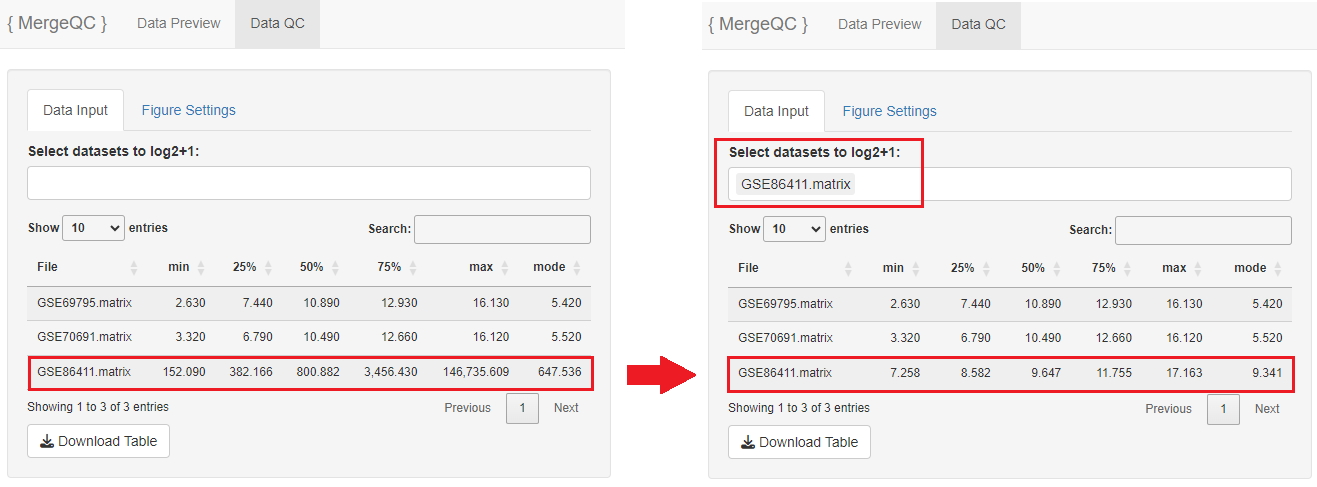 { MergeQC } Data Preview Data QC
Data Input Figure Settings
Select datasets to log2+1:
Show 10 entries Search:
File min 25% 50% 75% max mode
GSE69795.matrix 2.630 7.440 10.890 12.930 16.130 5.420
GSE70691.matrix 3.320 6.790 10.490 12.660 16.120 5.520
GSE86411.matrix 152.090 382.166 800.882 3,456.430 146,735.609 647.536
Showing 1 to 3 of 3 entries Previous 1 Next
Download Table
{ MergeQC } Data Preview Data QC
Data Input Figure Settings
Select datasets to log2+1:
GSE86411.matrix
Show 10 entries Search:
File min 25% 50% 75% max mode
GSE69795.matrix 2.630 7.440 10.890 12.930 16.130 5.420
GSE70691.matrix 3.320 6.790 10.490 12.660 16.120 5.520
GSE86411.matrix 7.258 8.582 9.647 11.755 17.163 9.341
Showing 1 to 3 of 3 entries Previous 1 Next
Download Table